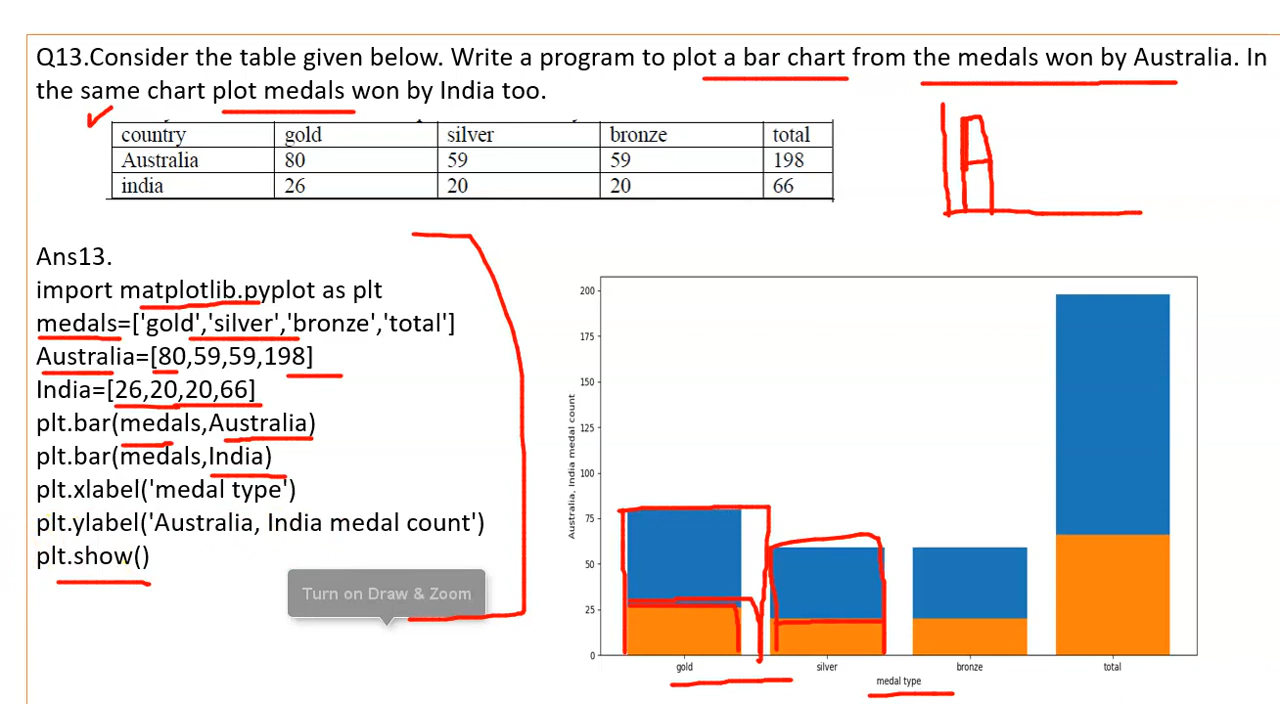 Q13.Consider the table given below. Write a program to plot a bar chart from the medals won by Australia. In
the same chart plot medals won by India too.
country gold silver bronze total
Australia 80 59 59 198
india 26 20 20 66
Ans13.
import matplotlib.pyplot as plt
medals=['gold','silver','bronze','total']
Australia=[80,59,59,198]
India=[26,20,20,66]
plt.bar(medals,Australia)
plt.bar(medals,India)
plt.xlabel('medal type')
plt.ylabel('Australia, India medal count')
plt.show()
Turn on Draw & Zoom
Australia, India medal count
200
175
150
125
100
75
50
25
0
gold silver bronze total
medal type